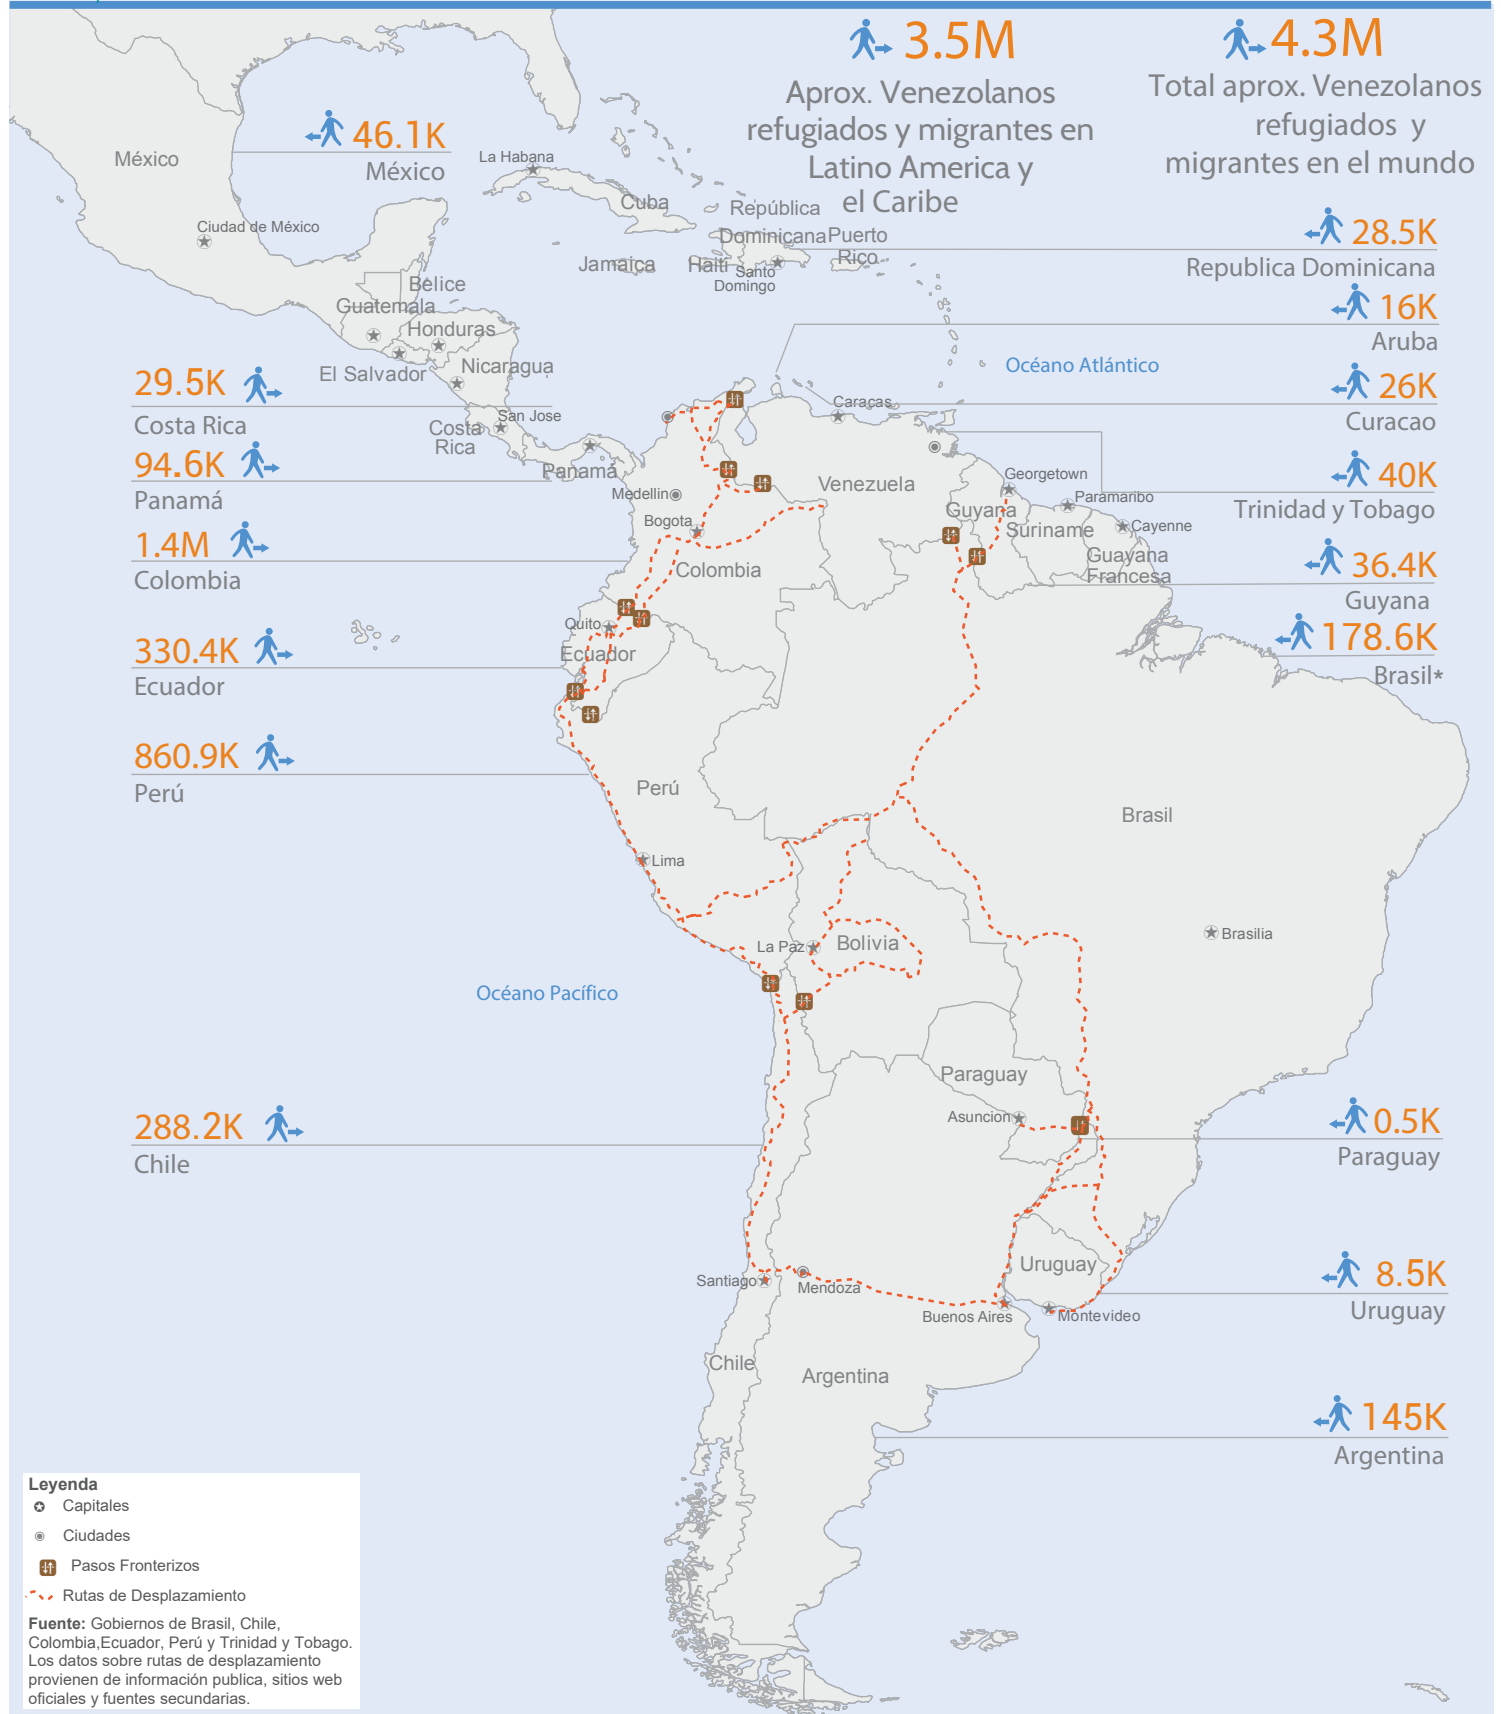 3.5M
Aprox. Venezolanos
refugiados y migrantes en
Latino America y
el Caribe
4.3M
Total aprox. Venezolanos
refugiados y
migrantes en el mundo
46.1K
México
28.5K
Republica Dominicana
16K
Aruba
26K
Curacao
40K
Trinidad y Tobago
36.4K
Guyana
178.6K
Brasil*
0.5K
Paraguay
8.5K
Uruguay
145K
Argentina
29.5K
Costa Rica
94.6K
Panamá
1.4M
Colombia
330.4K
Ecuador
860.9K
Perú
288.2K
Chile
México
Ciudad de México
La Habana
Cuba
República
Dominicana
Puerto
Rico
Jamaica
Haiti
Santo
Domingo
Belice
Guatemala
Honduras
El Salvador
Nicaragua
San Jose
Costa
Rica
Panamá
Océano Atlántico
Caracas
Venezuela
Georgetown
Paramaribo
Guyana
Suriname
Cayenne
Guayana
Francesa
Medellin
Bogota
Colombia
Quito
Ecuador
Perú
Lima
Brasil
Brasilia
La Paz
Bolivia
Océano Pacífico
Paraguay
Asuncion
Uruguay
Santiago
Mendoza
Buenos Aires
Montevideo
Chile
Argentina
Leyenda
Capitales
Ciudades
Pasos Fronterizos
Rutas de Desplazamiento
Fuente: Gobiernos de Brasil, Chile,
Colombia,Ecuador, Perú y Trinidad y Tobago.
Los datos sobre rutas de desplazamiento
provienen de información publica, sitios web
oficiales y fuentes secundarias.